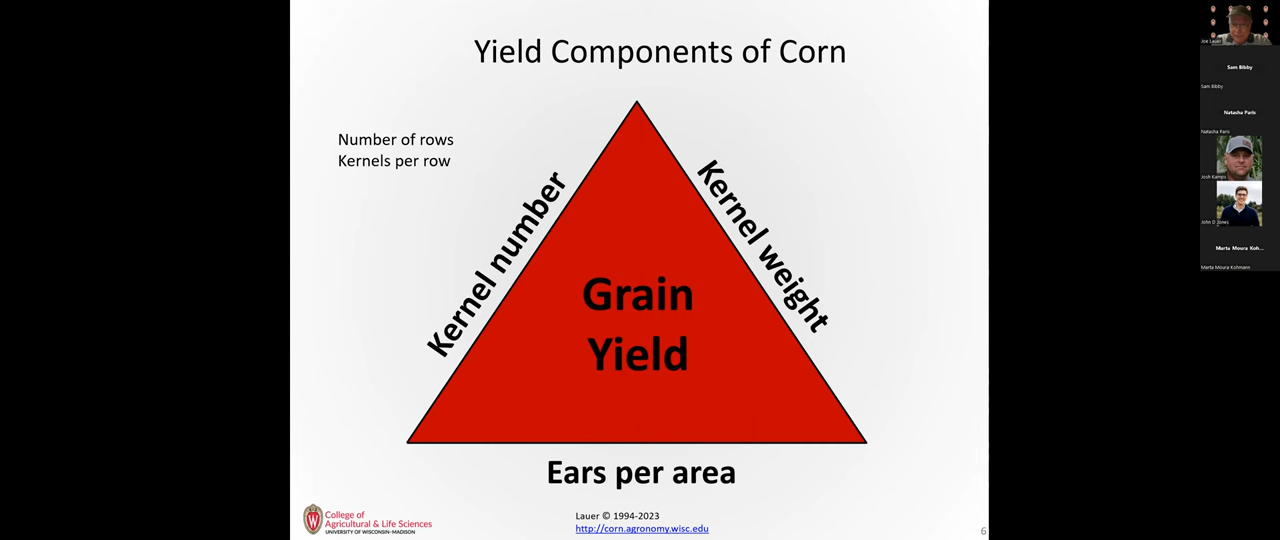 Yield Components of Corn
Number of rows
Kernels per row
Kernel number
Kernel weight
Grain
Yield
Ears per area
College of
Agricultural & Life Sciences
UNIVERSITY OF WISCONSIN-MADISON
Lauer © 1994-2023
http://corn.agronomy.wisc.edu
6
Joe Lauer
Sam Bibby
Sam Bibby
Natasha Paris
Natasha Paris
Josh Kamps
John D Jones
Marta Moura Koh...
Marta Moura Kohmann